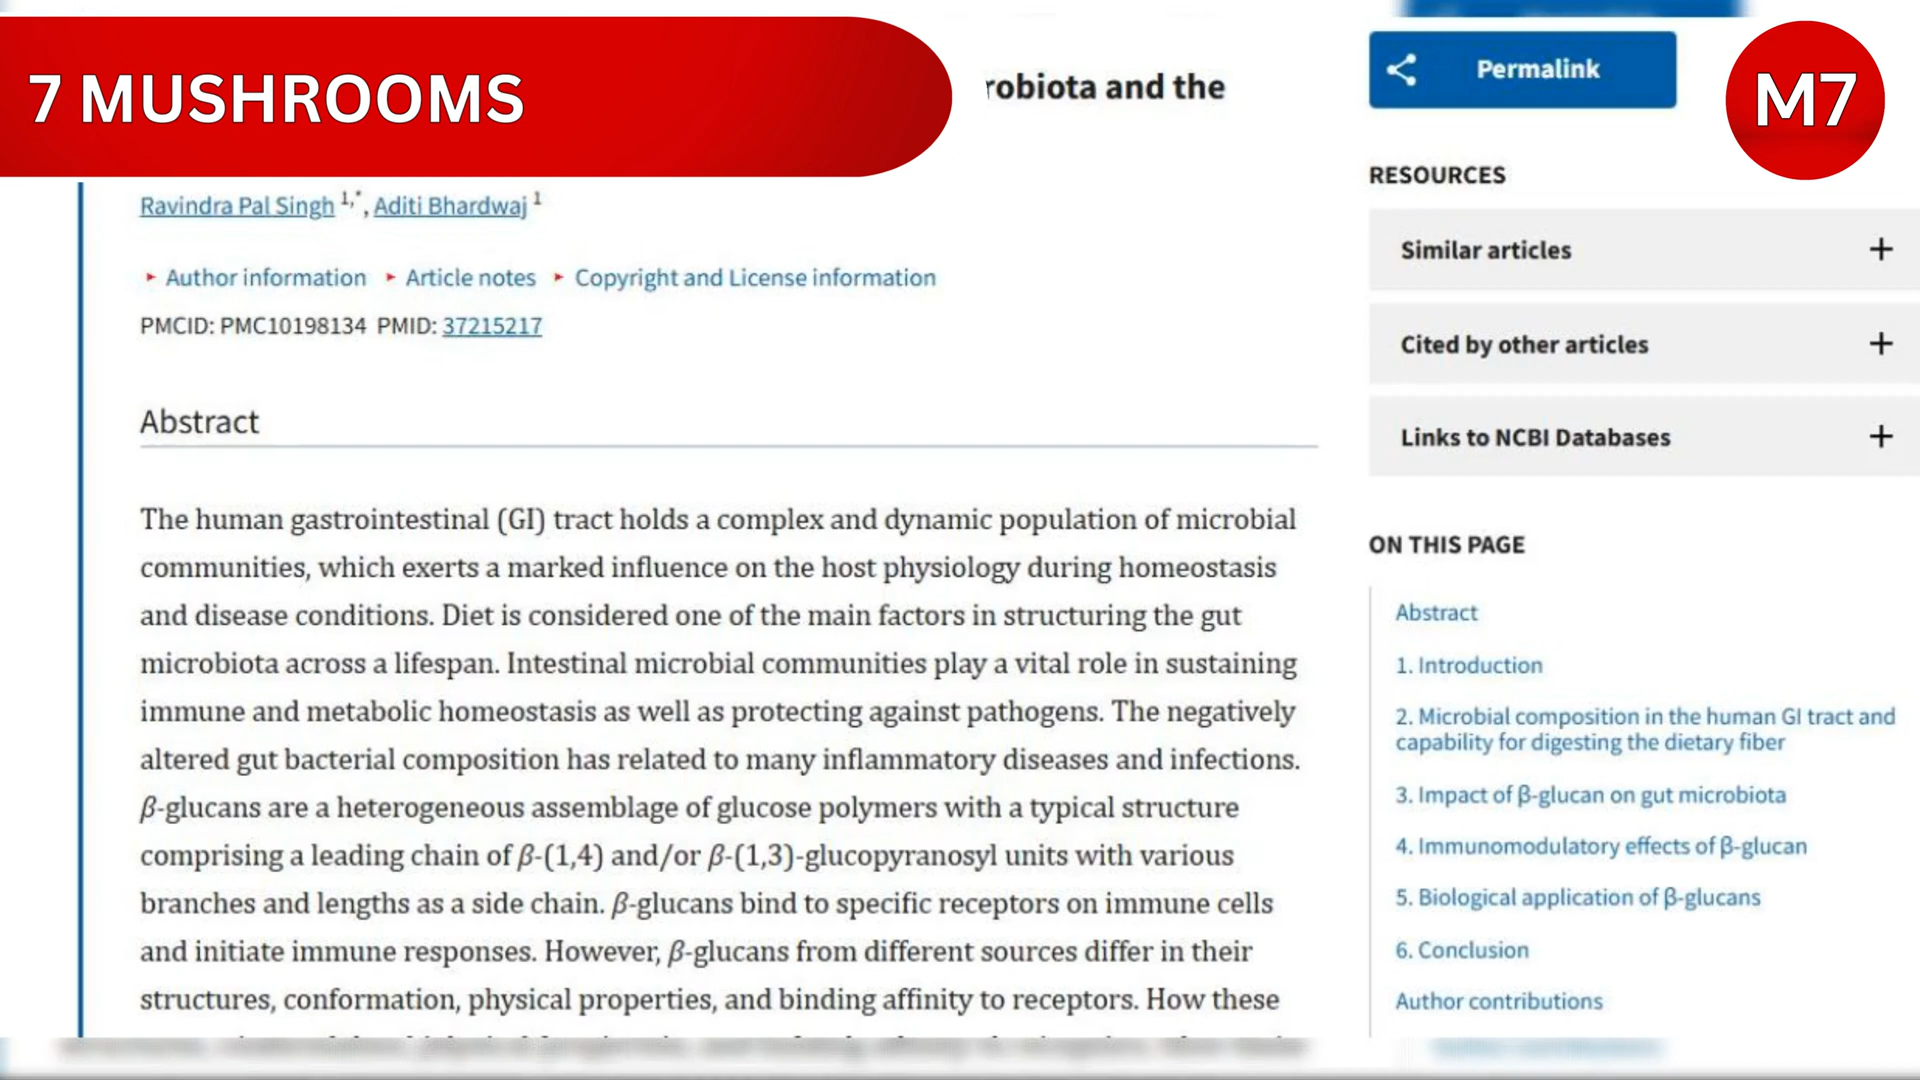 7 MUSHROOMS
robiota and the
Permalink
M7
Ravindra Pal Singh 1,*, Aditi Bhardwaj 1
▸ Author information ▸ Article notes ▸ Copyright and License information
PMCID: PMC10198134 PMID: 37215217
Abstract
The human gastrointestinal (GI) tract holds a complex and dynamic population of microbial
communities, which exerts a marked influence on the host physiology during homeostasis
and disease conditions. Diet is considered one of the main factors in structuring the gut
microbiota across a lifespan. Intestinal microbial communities play a vital role in sustaining
immune and metabolic homeostasis as well as protecting against pathogens. The negatively
altered gut bacterial composition has related to many inflammatory diseases and infections.
β-glucans are a heterogeneous assemblage of glucose polymers with a typical structure
comprising a leading chain of β-(1,4) and/or β-(1,3)-glucopyranosyl units with various
branches and lengths as a side chain. β-glucans bind to specific receptors on immune cells
and initiate immune responses. However, β-glucans from different sources differ in their
structures, conformation, physical properties, and binding affinity to receptors. How these
RESOURCES
Similar articles +
Cited by other articles +
Links to NCBI Databases +
ON THIS PAGE
Abstract
1. Introduction
2. Microbial composition in the human GI tract and
capability for digesting the dietary fiber
3. Impact of β-glucan on gut microbiota
4. Immunomodulatory effects of β-glucan
5. Biological application of β-glucans
6. Conclusion
Author contributions